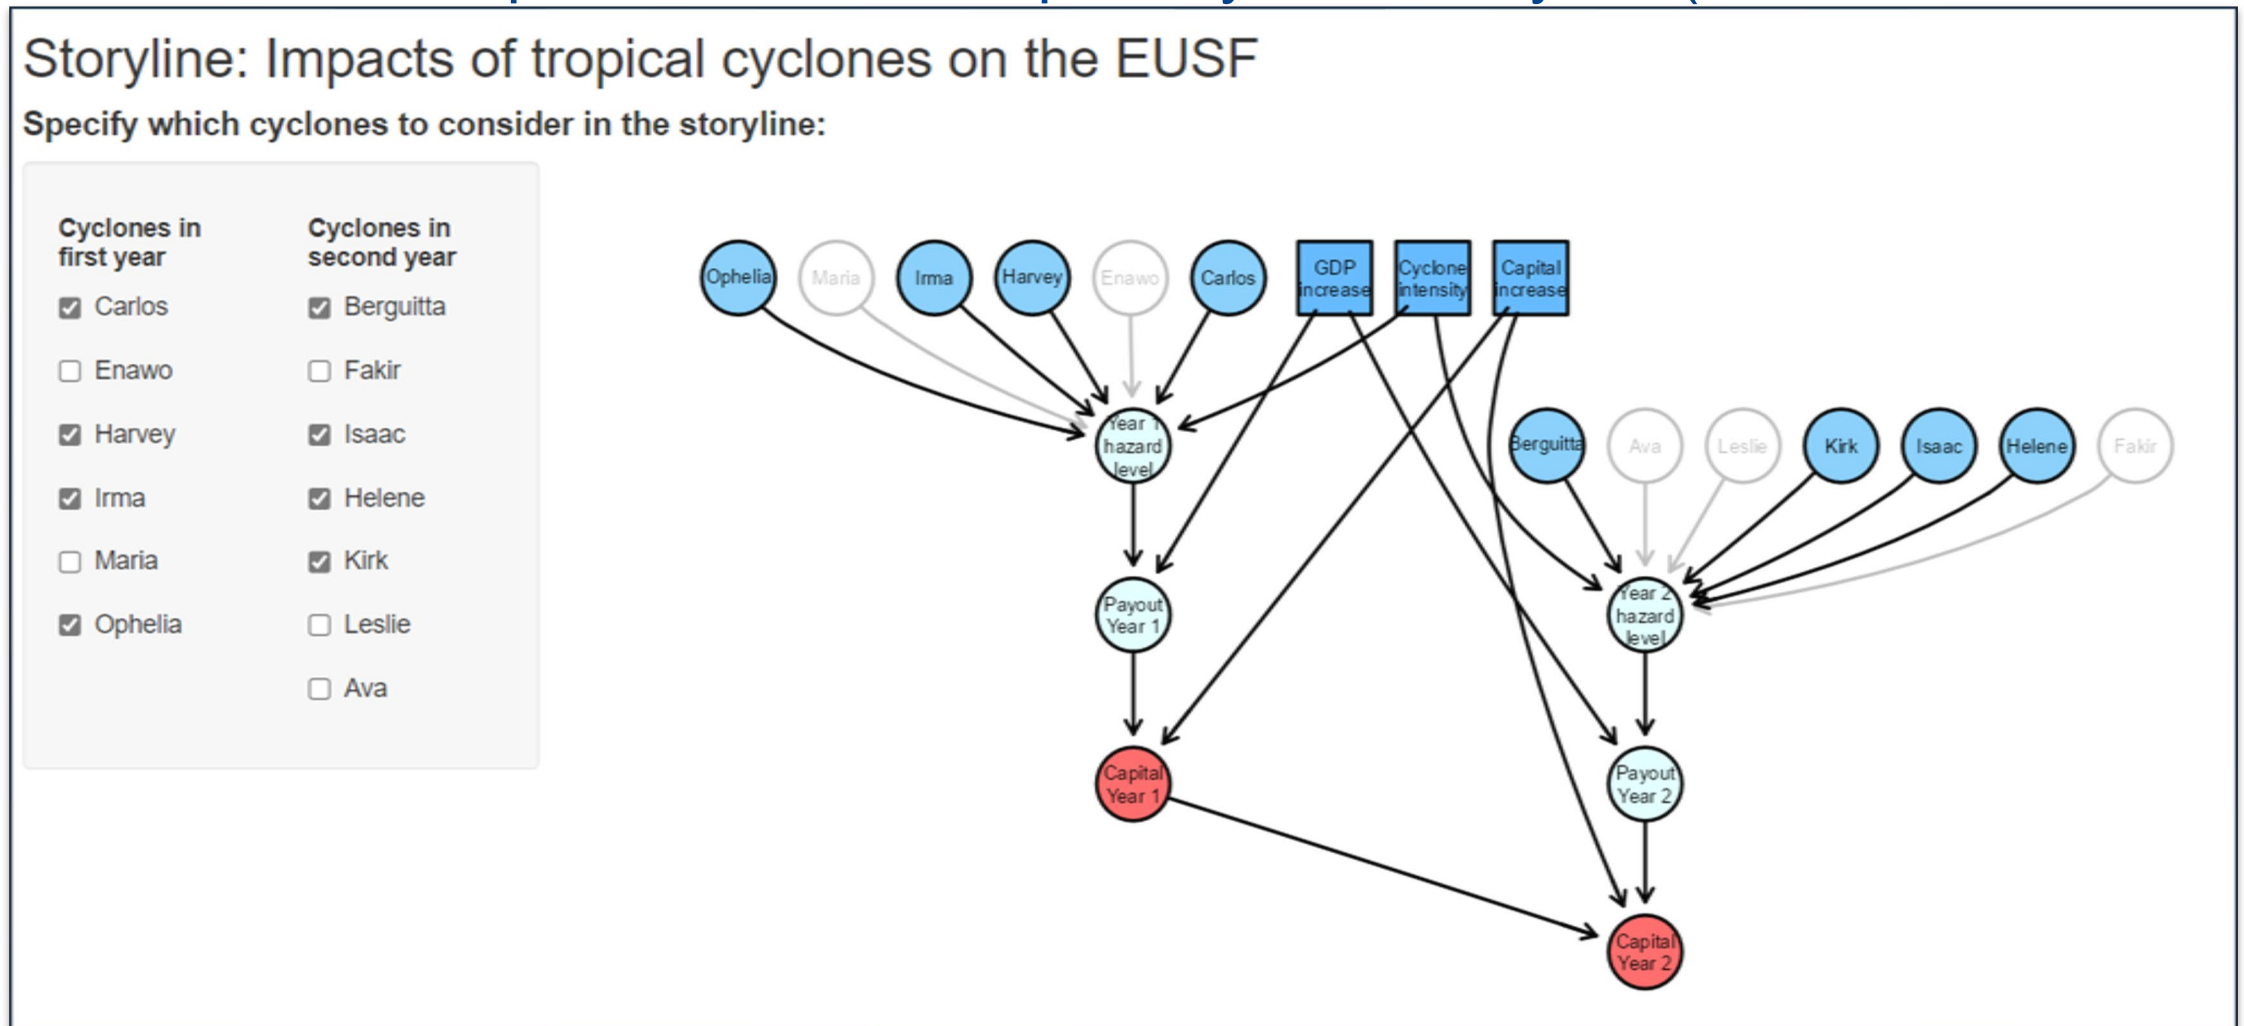 Storyline: Impacts of tropical cyclones on the EUSF
Specify which cyclones to consider in the storyline:
Cyclones in
first year
Carlos
Enawo
Harvey
Irma
Maria
Ophelia
Cyclones in
second year
Berguitta
Fakir
Isaac
Helene
Kirk
Leslie
Ava
Ophelia
Maria
Irma
Harvey
Enawo
Carlos
GDP
increase
Cyclone
intensity
Capital
increase
Year 1
hazard
level
Berguitta
Ava
Leslie
Kirk
Isaac
Helene
Fakir
Payout
Year 1
Year 2
hazard
level
Capital
Year 1
Payout
Year 2
Capital
Year 2